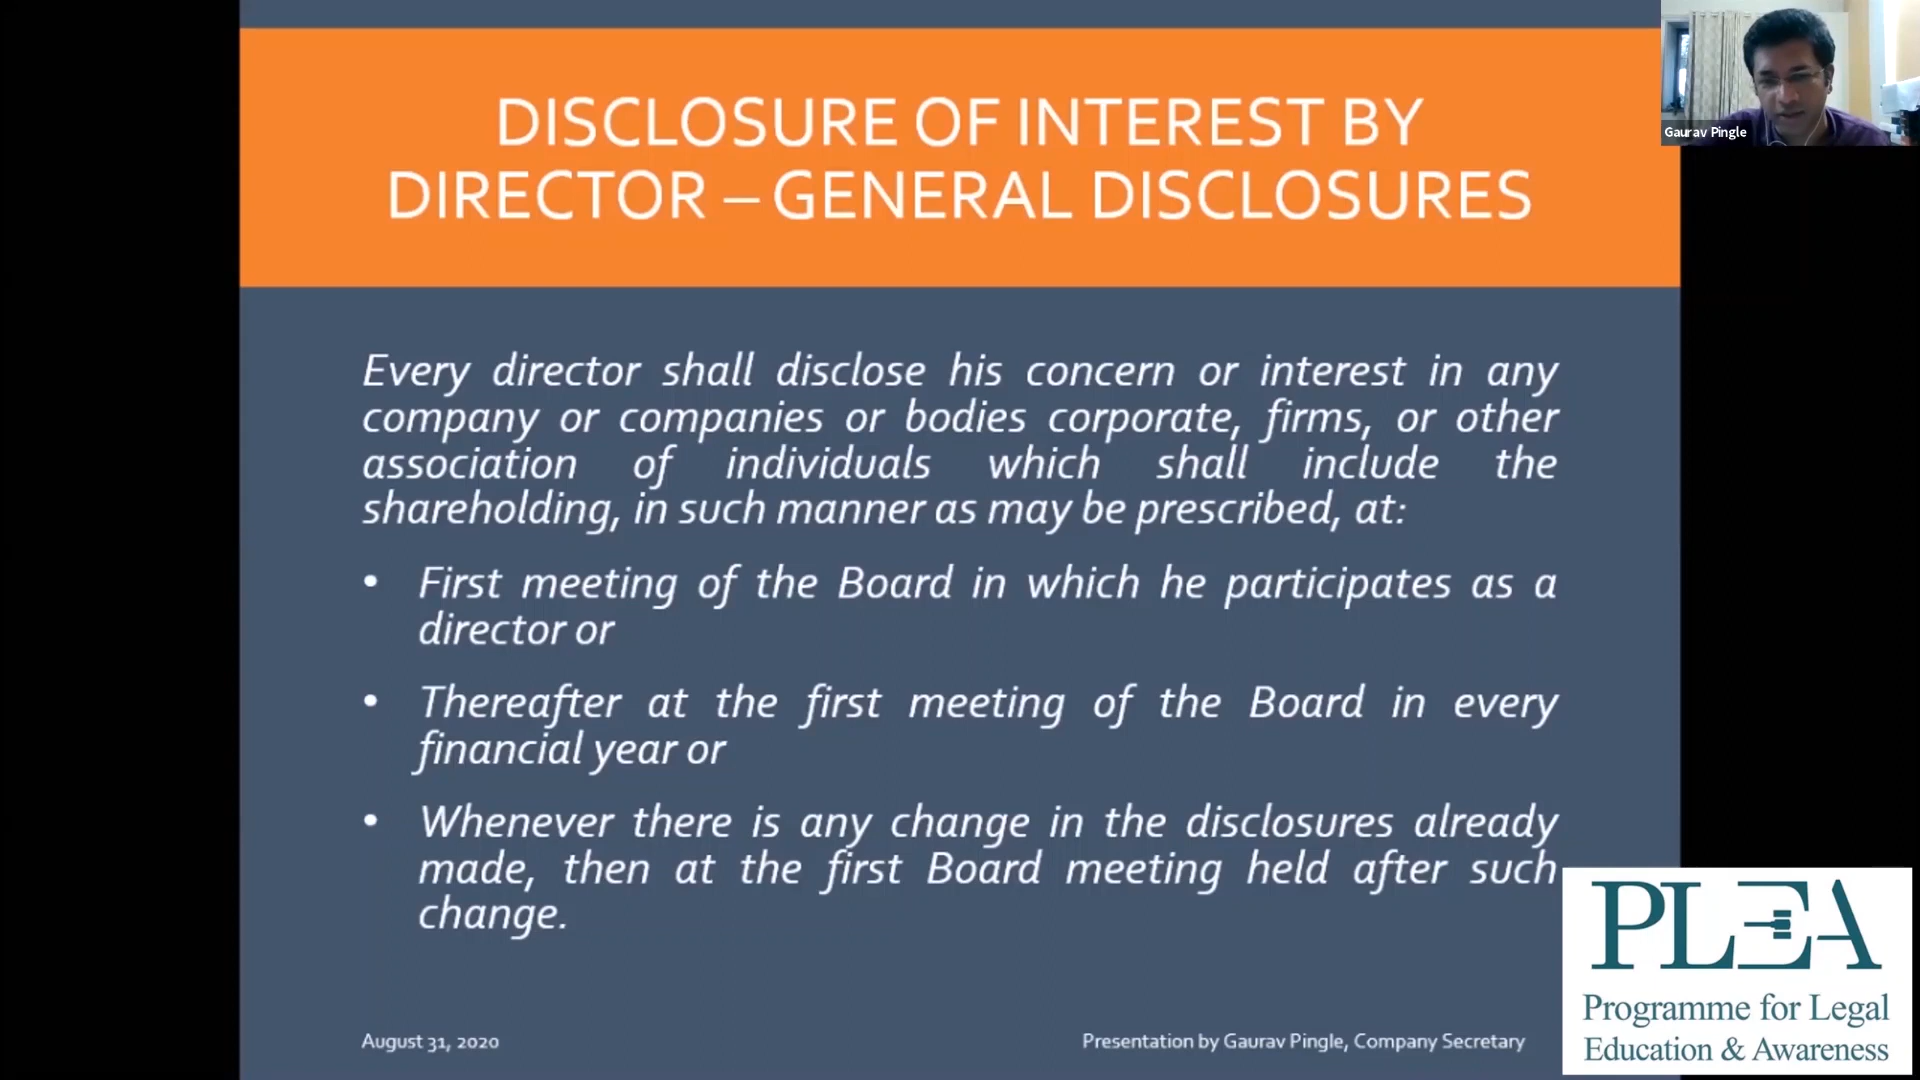 DISCLOSURE OF INTEREST BY
DIRECTOR – GENERAL DISCLOSURES
Gaurav Pingle
Every director shall disclose his concern or interest in any
company or companies or bodies corporate, firms, or other
association of individuals which shall include the
shareholding, in such manner as may be prescribed, at:
• First meeting of the Board in which he participates as a
director or
• Thereafter at the first meeting of the Board in every
financial year or
• Whenever there is any change in the disclosures already
made, then at the first Board meeting held after such
change.
August 31, 2020
Presentation by Gaurav Pingle, Company Secretary
PLEA
Programme for Legal
Education & Awareness